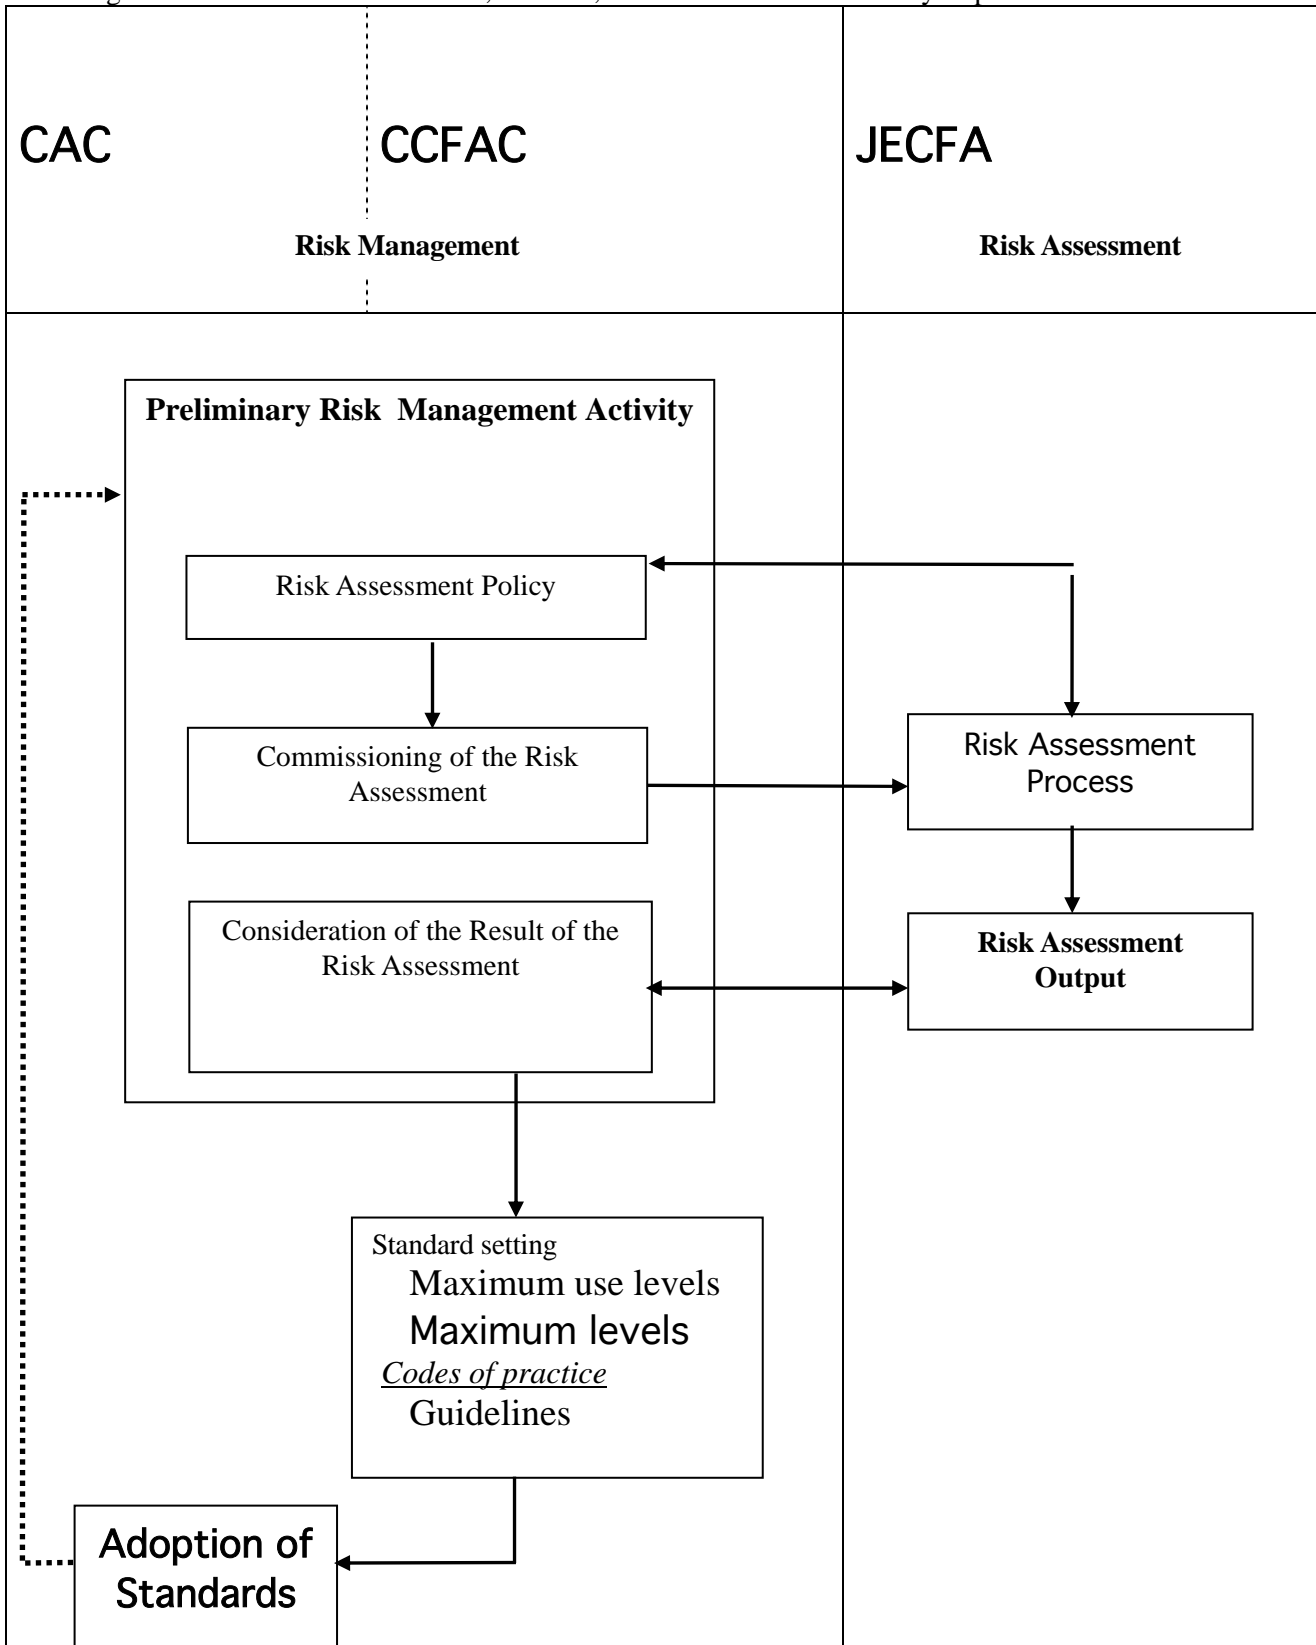 CAC
CCFAC
JECFA
Risk Management
Risk Assessment
Preliminary Risk Management Activity
Risk Assessment Policy
Commissioning of the Risk
Assessment
Risk Assessment
Process
Consideration of the Result of the
Risk Assessment
Risk Assessment
Output
Standard setting
Maximum use levels
Maximum levels
Codes of practice
Guidelines
Adoption of
Standards